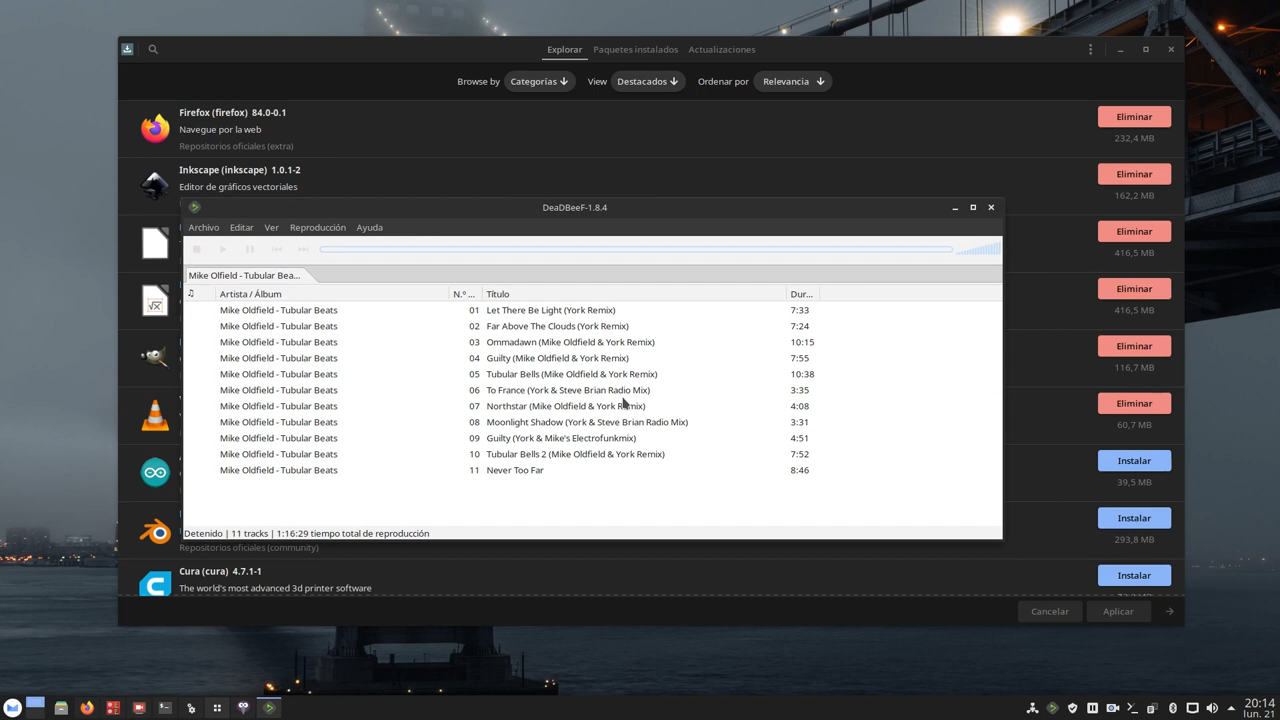 Explorar Paquetes instalados Actualizaciones
Browse by Categorías View Destacados Ordenar por Relevancia
Firefox (firefox) 84.0-0.1
Navegue por la web
Repositorios oficiales (extra)
Eliminar
232,4 MB
Inkscape (inkscape) 1.0.1-2
Editor de gráficos vectoriales
Eliminar
162,2 MB
Eliminar
416,5 MB
Eliminar
416,5 MB
Eliminar
116,7 MB
Eliminar
60,7 MB
Instalar
39,5 MB
Repositorios oficiales (community)
Instalar
293,8 MB
Cura (cura) 4.7.1-1
The world's most advanced 3d printer software
Instalar
Cancelar Aplicar
DeaDBeeF-1.8.4
Archivo Editar Ver Reproducción Ayuda
Mike Olfield - Tubular Bea...
Artista / Álbum N.º ... Título Dur...
Mike Oldfield - Tubular Beats 01 Let There Be Light (York Remix) 7:33
Mike Oldfield - Tubular Beats 02 Far Above The Clouds (York Remix) 7:24
Mike Oldfield - Tubular Beats 03 Ommadawn (Mike Oldfield & York Remix) 10:15
Mike Oldfield - Tubular Beats 04 Guilty (Mike Oldfield & York Remix) 7:55
Mike Oldfield - Tubular Beats 05 Tubular Bells (Mike Oldfield & York Remix) 10:38
Mike Oldfield - Tubular Beats 06 To France (York & Steve Brian Radio Mix) 3:35
Mike Oldfield - Tubular Beats 07 Northstar (Mike Oldfield & York Remix) 4:08
Mike Oldfield - Tubular Beats 08 Moonlight Shadow (York & Steve Brian Radio Mix) 3:31
Mike Oldfield - Tubular Beats 09 Guilty (York & Mike's Electrofunkmix) 4:51
Mike Oldfield - Tubular Beats 10 Tubular Bells 2 (Mike Oldfield & York Remix) 7:52
Mike Oldfield - Tubular Beats 11 Never Too Far 8:46
Detenido | 11 tracks | 1:16:29 tiempo total de reproducción
20:14
lun. 21